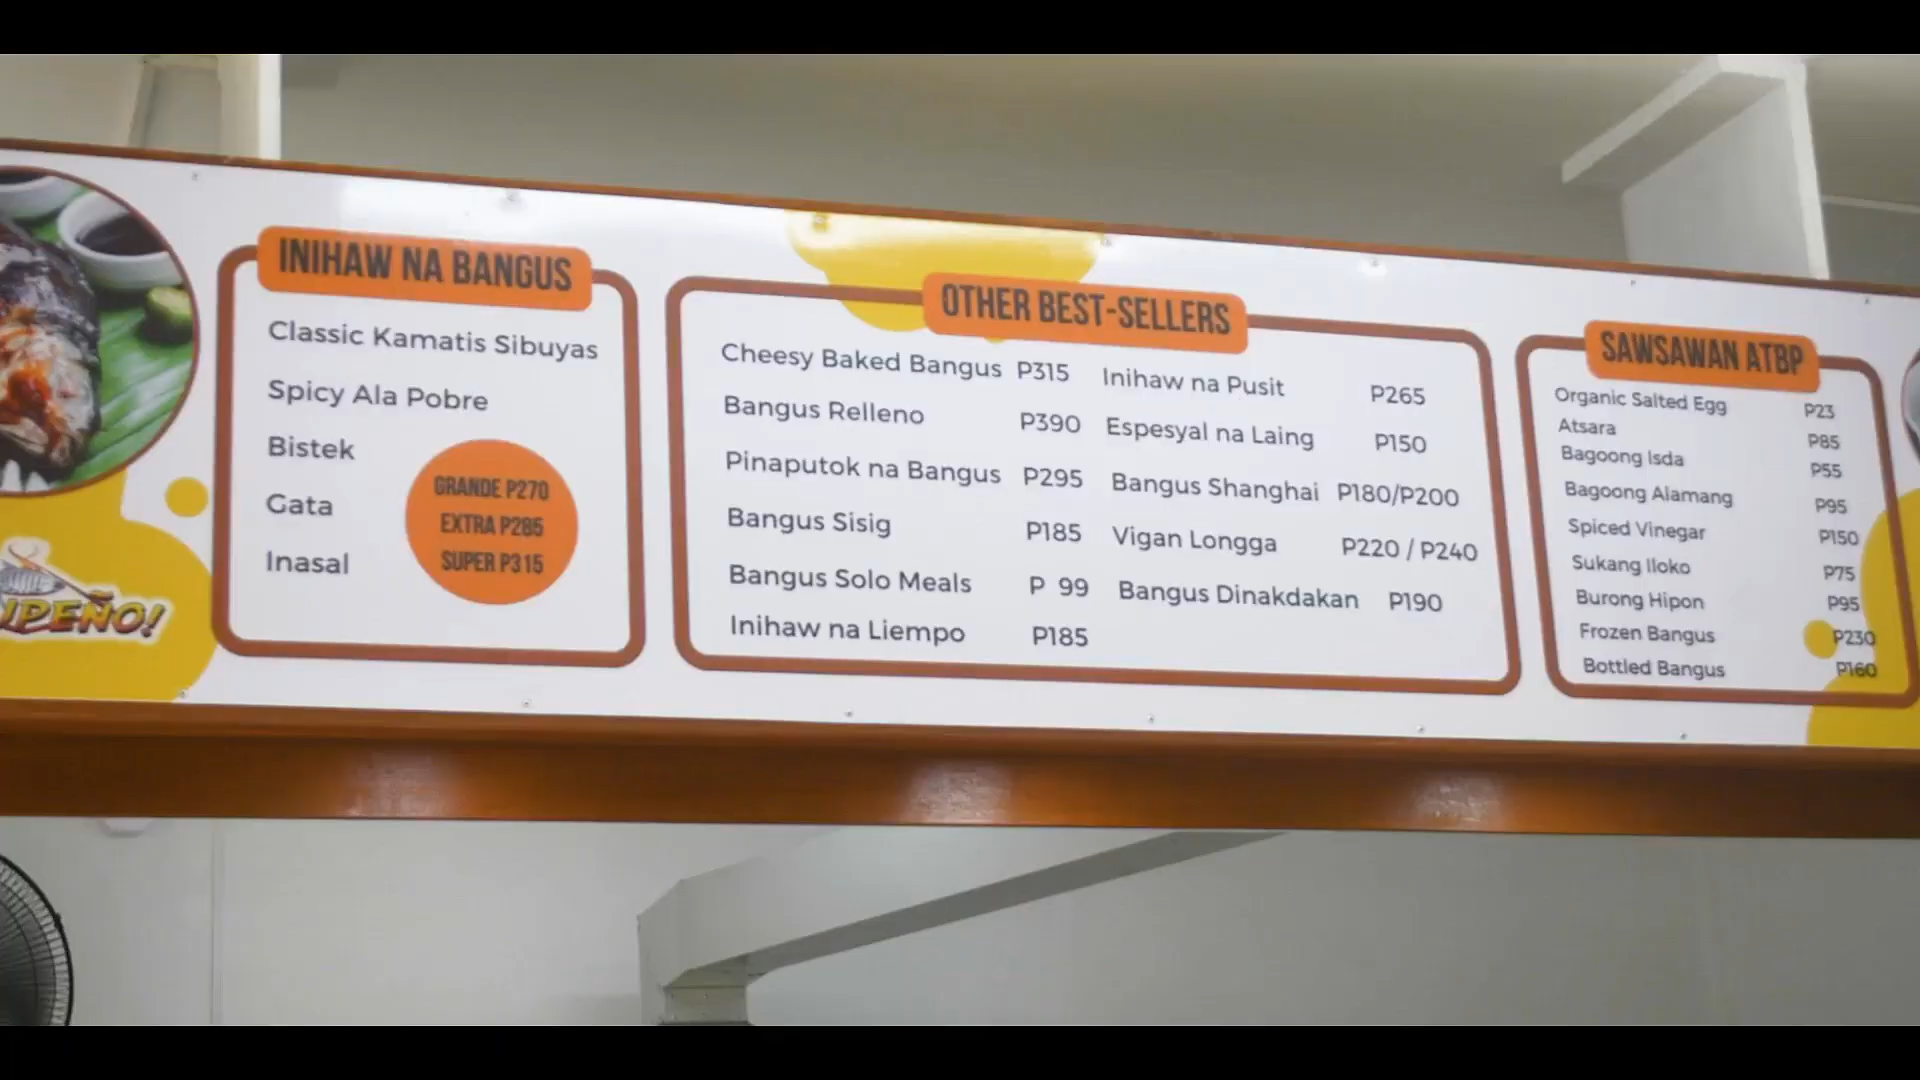 INIHAW NA BANGUS
Classic Kamatis Sibuyas
Spicy Ala Pobre
Bistek
Gata
Inasal
GRANDE P270
EXTRA P285
SUPER P315
OTHER BEST-SELLERS
Cheesy Baked Bangus P315
Bangus Relleno P390
Pinaputok na Bangus P295
Bangus Sisig P185
Bangus Solo Meals P 99
Inihaw na Liempo P185
Inihaw na Pusit P265
Espesyal na Laing P150
Bangus Shanghai P180/P200
Vigan Longga P220 / P240
Bangus Dinakdakan P190
SAWSAWAN ATBP
Organic Salted Egg P23
Atsara P85
Bagoong Isda P55
Bagoong Alamang P95
Spiced Vinegar P150
Sukang Iloko P75
Burong Hipon P95
Frozen Bangus P230
Bottled Bangus P160